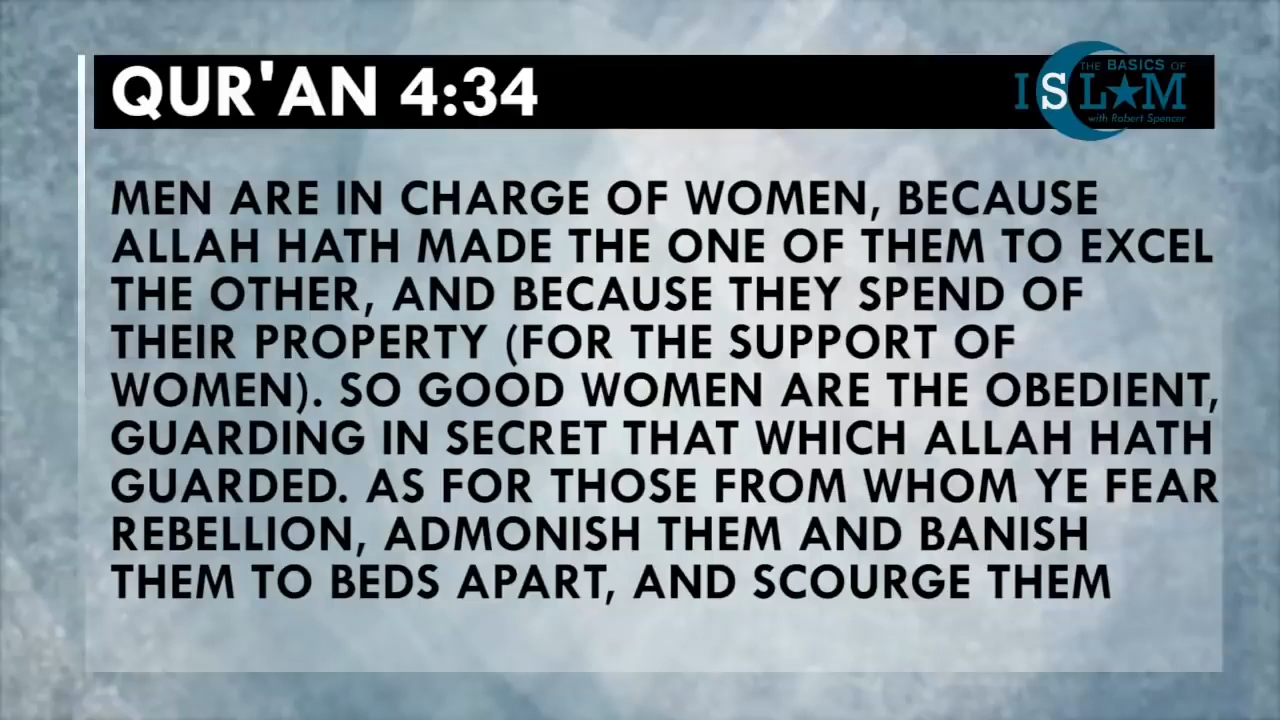 QUR'AN 4:34
THE BASICS OF
ISLAM
with Robert Spencer
MEN ARE IN CHARGE OF WOMEN, BECAUSE
ALLAH HATH MADE THE ONE OF THEM TO EXCEL
THE OTHER, AND BECAUSE THEY SPEND OF
THEIR PROPERTY (FOR THE SUPPORT OF
WOMEN). SO GOOD WOMEN ARE THE OBEDIENT,
GUARDING IN SECRET THAT WHICH ALLAH HATH
GUARDED. AS FOR THOSE FROM WHOM YE FEAR
REBELLION, ADMONISH THEM AND BANISH
THEM TO BEDS APART, AND SCOURGE THEM